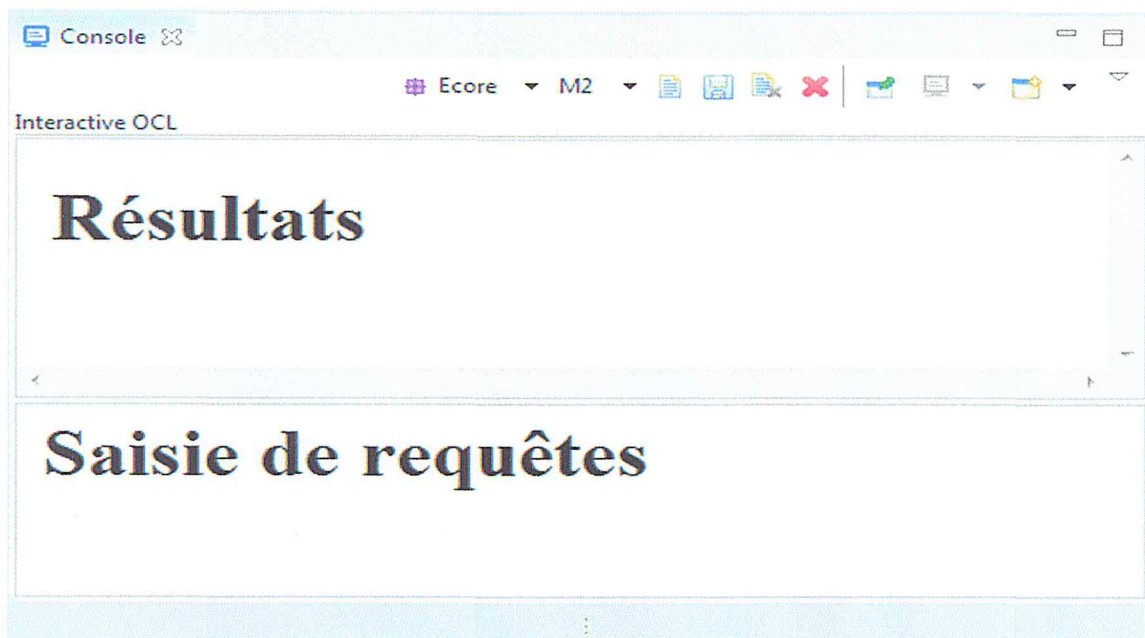 Console
Ecore M2
Interactive OCL
Résultats
Saisie de requêtes